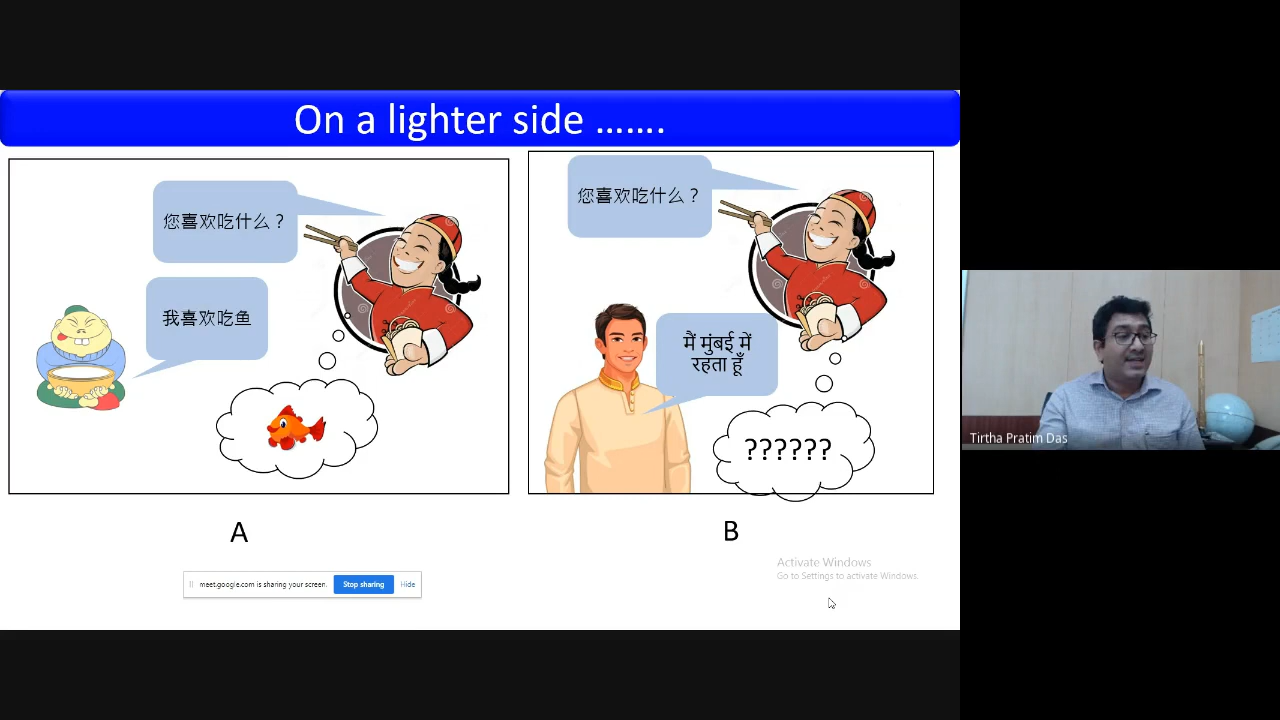 On a lighter side …….
您喜欢吃什么？
我喜欢吃鱼
A
您喜欢吃什么？
मैं मुंबई में
रहता हूँ
??????
B
Activate Windows
Go to Settings to activate Windows.
meet.google.com is sharing your screen.
Stop sharing
Hide
Tirtha Pratim Das